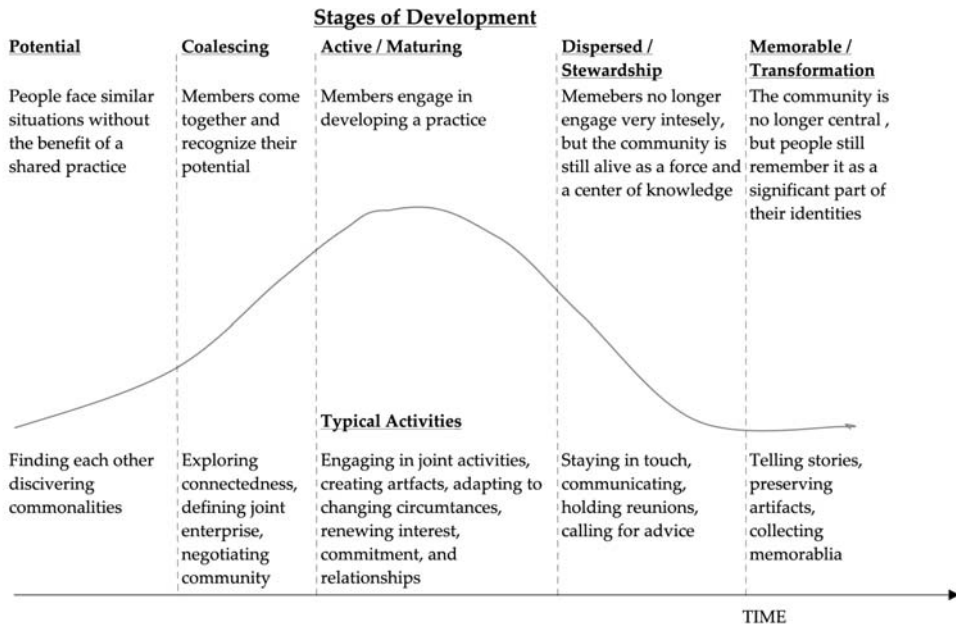 Stages of Development
Potential
People face similar
situations without
the benefit of a
shared practice
Coalescing
Members come
together and
recognize their
potential
Active / Maturing
Members engage in
developing a practice
Dispersed /
Stewardship
Memebers no longer
engage very intesely,
but the community is
still alive as a force and
a center of knowledge
Memorable /
Transformation
The community is
no longer central ,
but people still
remember it as a
significant part of
their identities
Typical Activities
Finding each other
discivering
commonalities
Exploring
connectedness,
defining joint
enterprise,
negotiating
community
Engaging in joint activities,
creating artfacts, adapting to
changing circumtances,
renewing interest,
commitment, and
relationships
Staying in touch,
communicating,
holding reunions,
calling for advice
Telling stories,
preserving
artifacts,
collecting
memorablia
TIME